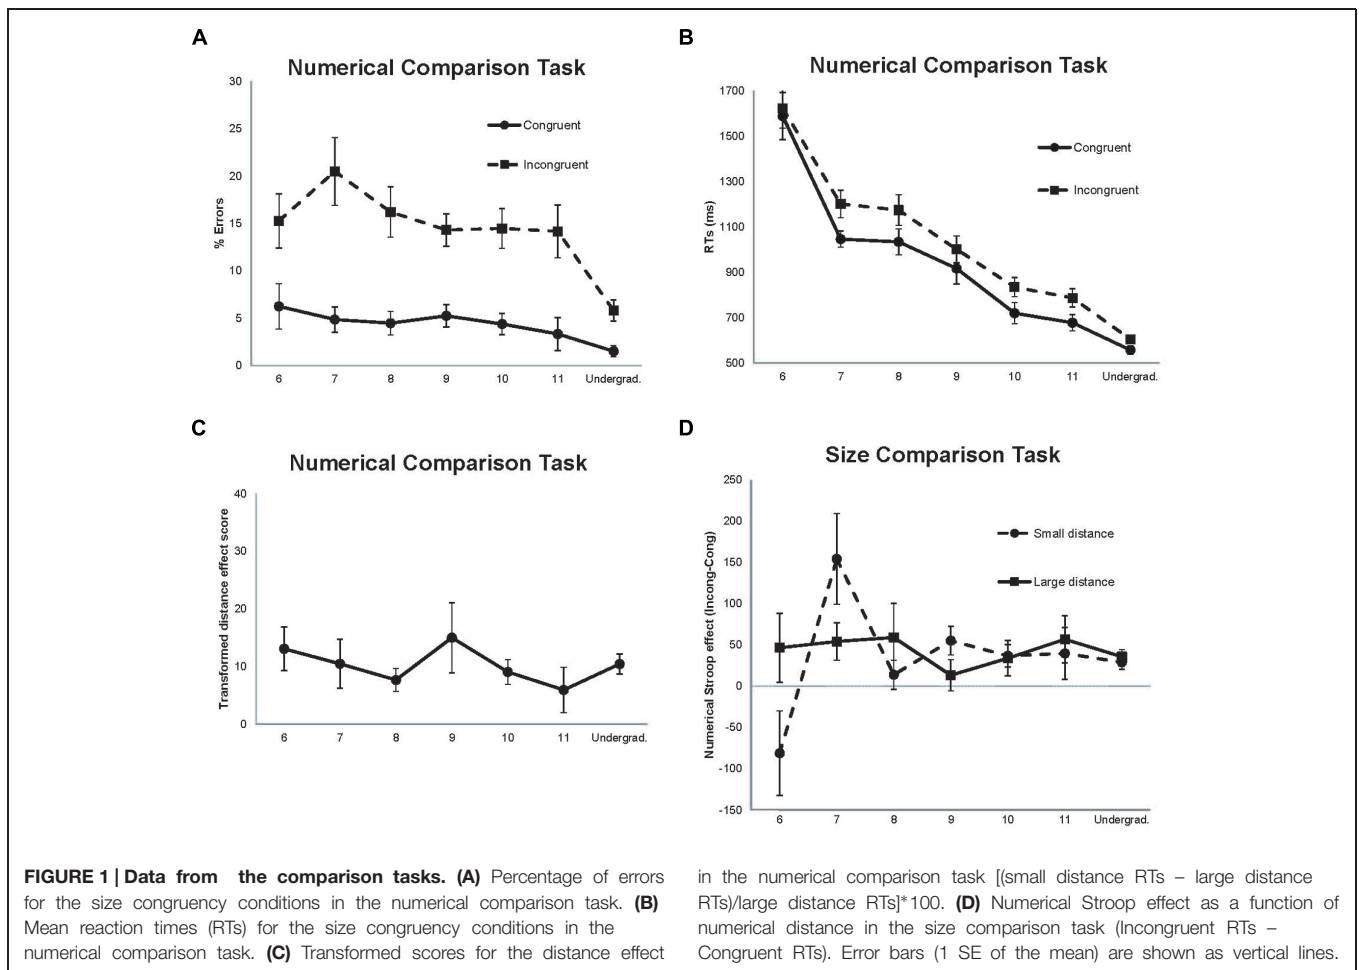 A
Numerical Comparison Task
30
25
20
15
10
5
0
% Errors
Congruent
Incongruent
6 7 8 9 10 11 Undergrad.
B
Numerical Comparison Task
1700
1500
1300
1100
900
700
500
RTs (ms)
Congruent
Incongruent
6 7 8 9 10 11 Undergrad.
C
Numerical Comparison Task
40
30
20
10
0
Transformed distance effect score
6 7 8 9 10 11 Undergrad.
D
Size Comparison Task
250
200
150
100
50
0
-50
-100
-150
Numerical Stroop effect (Incong-Cong)
Small distance
Large distance
6 7 8 9 10 11 Undergrad.
FIGURE 1 | Data from the comparison tasks. (A) Percentage of errors
for the size congruency conditions in the numerical comparison task. (B)
Mean reaction times (RTs) for the size congruency conditions in the
numerical comparison task. (C) Transformed scores for the distance effect
in the numerical comparison task [(small distance RTs – large distance
RTs)/large distance RTs]*100. (D) Numerical Stroop effect as a function of
numerical distance in the size comparison task (Incongruent RTs –
Congruent RTs). Error bars (1 SE of the mean) are shown as vertical lines.